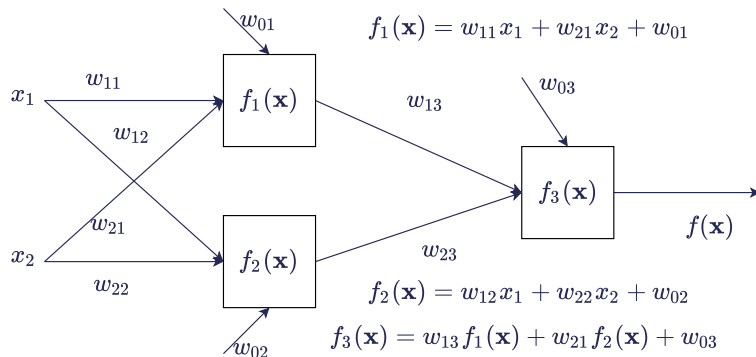 w₀₁
f₁(𝐱) = w₁₁x₁ + w₂₁x₂ + w₀₁
w₁₁
x₁
f₁(𝐱)
w₀₃
w₁₃
w₁₂
f₃(𝐱)
w₂₁
f(𝐱)
x₂
f₂(𝐱)
w₂₃
w₂₂
f₂(𝐱) = w₁₂x₁ + w₂₂x₂ + w₀₂
f₃(𝐱) = w₁₃f₁(𝐱) + w₂₁f₂(𝐱) + w₀₃
w₀₂